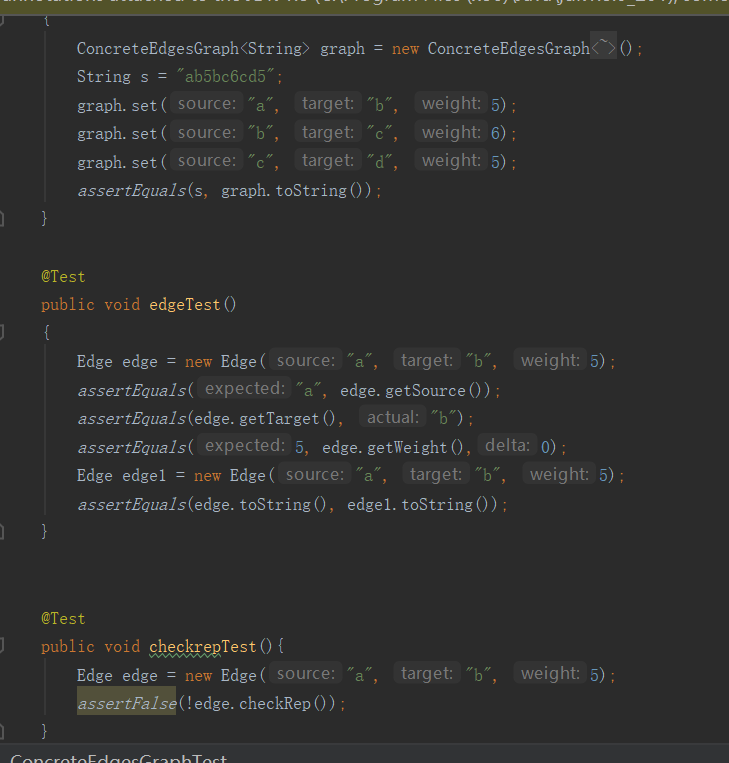 {
ConcreteEdgesGraph<String> graph = new ConcreteEdgesGraph<~>();
String s = "ab5bc6cd5";
graph.set( source: "a", target: "b", weight: 5);
graph.set( source: "b", target: "c", weight: 6);
graph.set( source: "c", target: "d", weight: 5);
assertEquals(s, graph.toString());
}
@Test
public void edgeTest()
{
Edge edge = new Edge( source: "a", target: "b", weight: 5);
assertEquals( expected: "a", edge.getSource());
assertEquals(edge.getTarget(), actual: "b");
assertEquals( expected: 5, edge.getWeight(), delta: 0);
Edge edge1 = new Edge( source: "a", target: "b", weight: 5);
assertEquals(edge.toString(), edge1.toString());
}
@Test
public void checkrepTest(){
Edge edge = new Edge( source: "a", target: "b", weight: 5);
assertFalse(!edge.checkRep());
}
ConcreteEdgesGraphTest